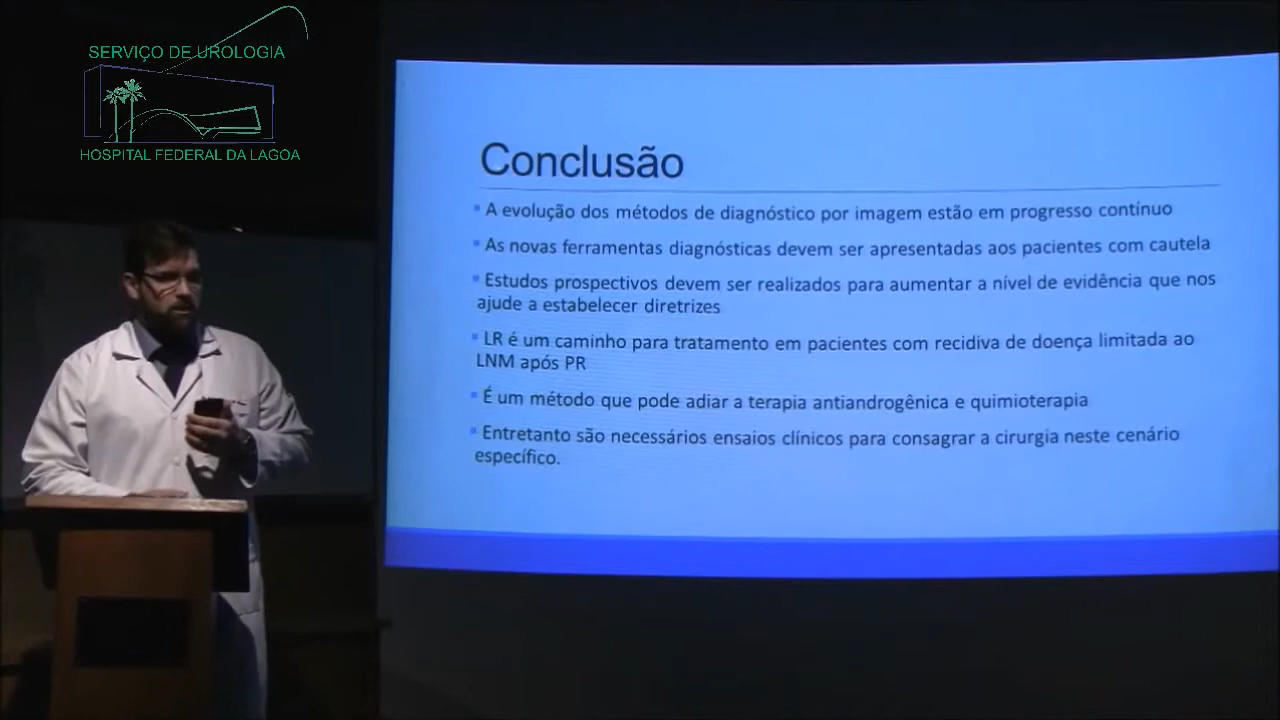 SERVIÇO DE UROLOGIA
HOSPITAL FEDERAL DA LAGOA
Conclusão
A evolução dos métodos de diagnóstico por imagem estão em progresso contínuo
As novas ferramentas diagnósticas devem ser apresentadas aos pacientes com cautela
Estudos prospectivos devem ser realizados para aumentar a nível de evidência que nos
ajude a estabelecer diretrizes
LR é um caminho para tratamento em pacientes com recidiva de doença limitada ao
LNM após PR
É um método que pode adiar a terapia antiandrogênica e quimioterapia
Entretanto são necessários ensaios clínicos para consagrar a cirurgia neste cenário
específico.